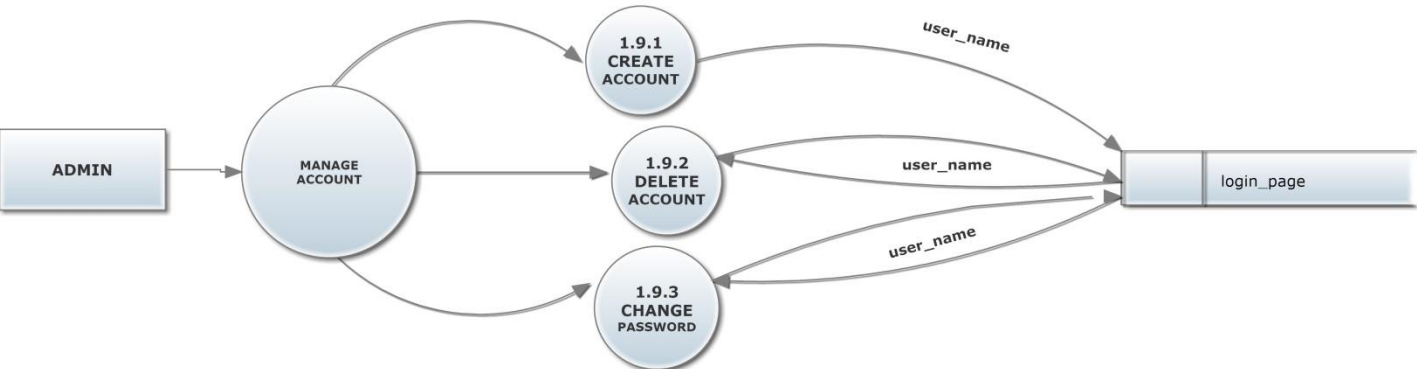 ADMIN
MANAGE
ACCOUNT
1.9.1
CREATE
ACCOUNT
user_name
1.9.2
DELETE
ACCOUNT
user_name
1.9.3
CHANGE
PASSWORD
user_name
login_page